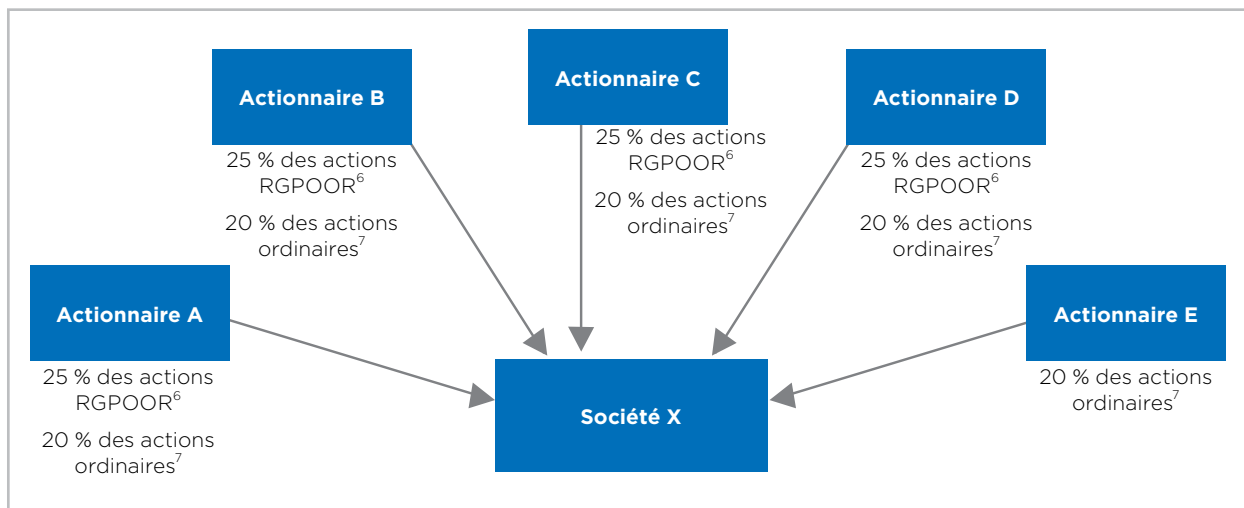 Actionnaire A
25 % des actions
RGPOOR⁶
20 % des actions
ordinaires⁷
Actionnaire B
25 % des actions
RGPOOR⁶
20 % des actions
ordinaires⁷
Actionnaire C
25 % des actions
RGPOOR⁶
20 % des actions
ordinaires⁷
Actionnaire D
25 % des actions
RGPOOR⁶
20 % des actions
ordinaires⁷
Actionnaire E
20 % des actions
ordinaires⁷
Société X